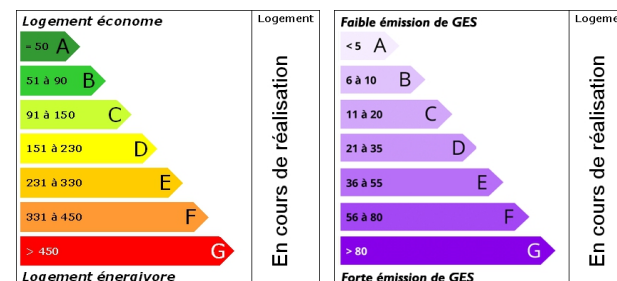 Logement économe
Logement
= 50 A
51 à 90 B
91 à 150 C
151 à 230 D
231 à 330 E
331 à 450 F
> 450 G
Logement énergivore
En cours de réalisation
Faible émission de GES
Logeme
< 5 A
6 à 10 B
11 à 20 C
21 à 35 D
36 à 55 E
56 à 80 F
> 80 G
Forte émission de GES
En cours de réalisation